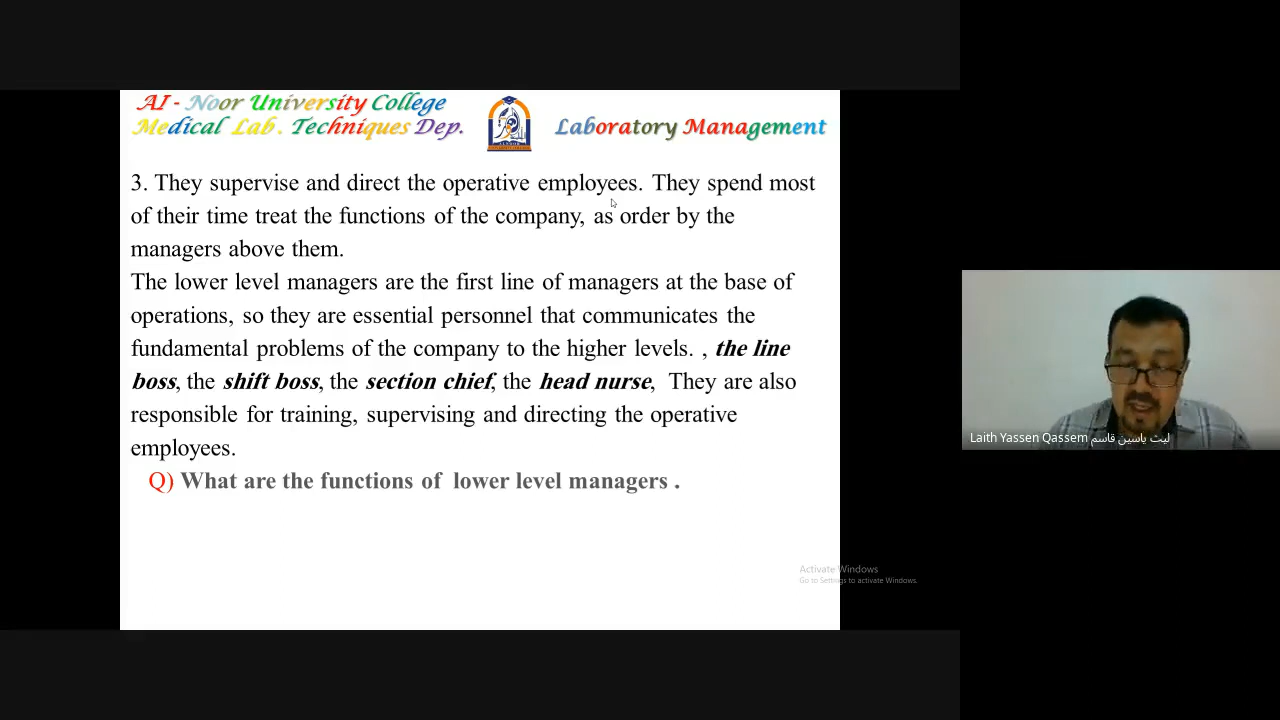 AI - Noor University College
Medical Lab . Techniques Dep.
Laboratory Management
3. They supervise and direct the operative employees. They spend most
of their time treat the functions of the company, as order by the
managers above them.
The lower level managers are the first line of managers at the base of
operations, so they are essential personnel that communicates the
fundamental problems of the company to the higher levels. , the line
boss, the shift boss, the section chief, the head nurse, They are also
responsible for training, supervising and directing the operative
employees.
Q) What are the functions of lower level managers .
Laith Yassen Qassem ليث ياسين قاسم
Activate Windows
Go to Settings to activate Windows.